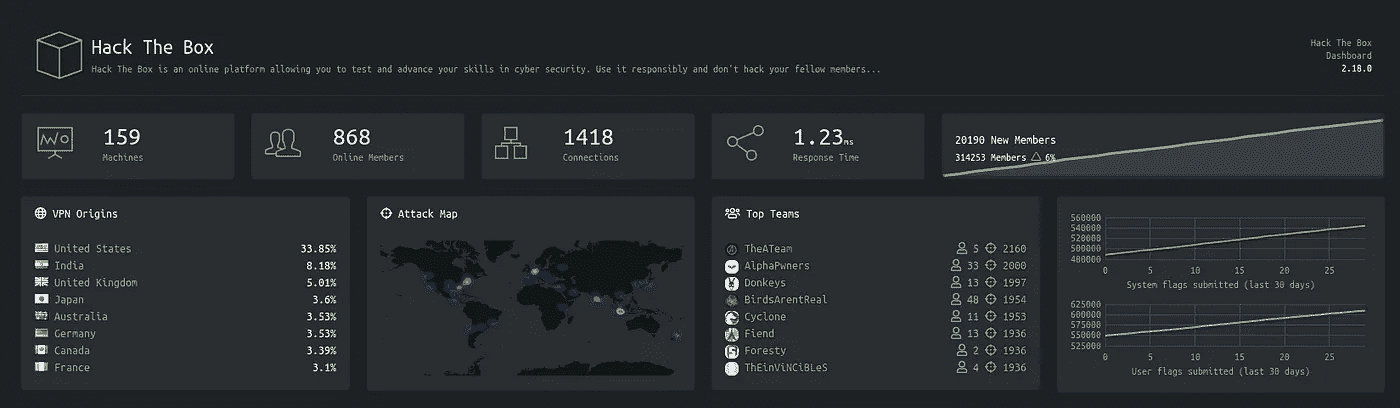 Hack The Box
Hack The Box is an online platform allowing you to test and advance your skills in cyber security. Use it responsibly and don't hack your fellow members...
Hack The Box
Dashboard
2.18.0
159
Machines
868
Online Members
1418
Connections
1.23ms
Response Time
20190 New Members
314253 Members △ 6%
VPN Origins
United States 33.85%
India 8.18%
United Kingdom 5.01%
Japan 3.6%
Australia 3.53%
Germany 3.53%
Canada 3.39%
France 3.1%
Attack Map
Top Teams
TheATeam 5 2160
AlphaPwners 33 2000
Donkeys 13 1997
BirdsArentReal 48 1954
Cyclone 11 1953
Fiend 13 1936
Foresty 2 1936
ThEinViNCiBLeS 4 1936
560000
540000
520000
500000
480000
0 5 10 15 20 25
System flags submitted (last 30 days)
625000
600000
575000
550000
525000
0 5 10 15 20 25
User flags submitted (last 30 days)